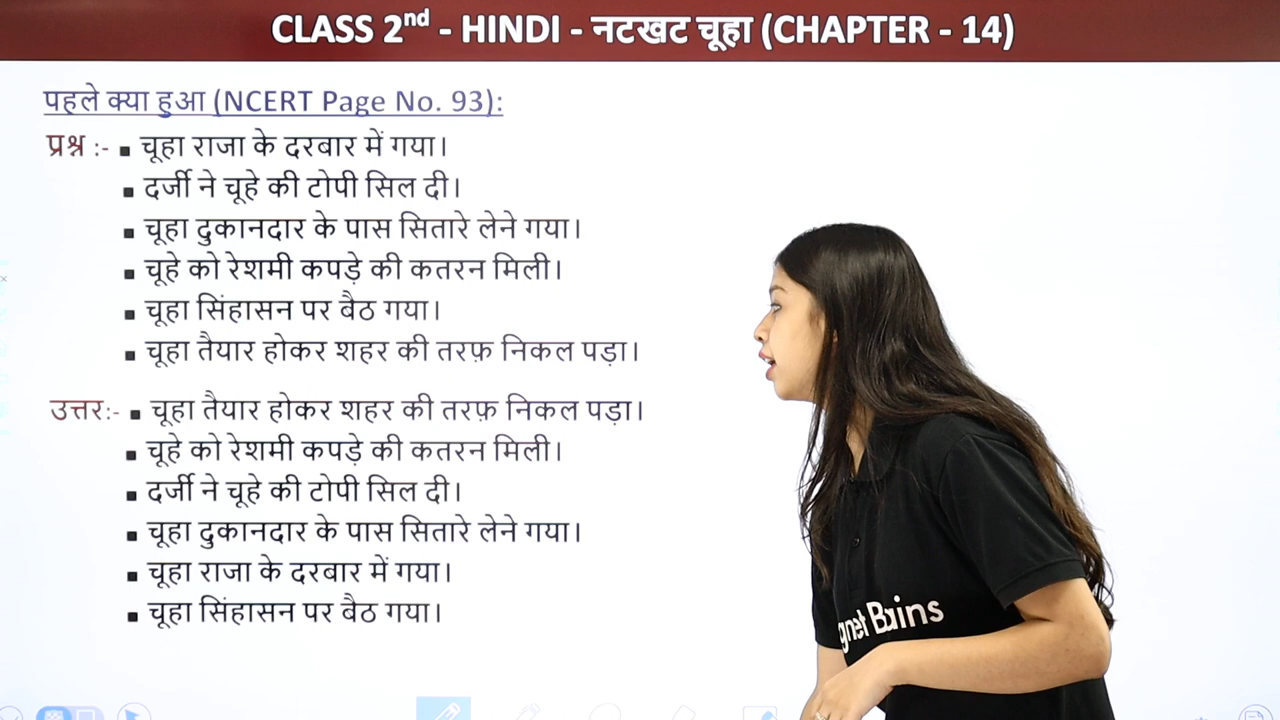 CLASS 2nd - HINDI - नटखट चूहा (CHAPTER - 14)
पहले क्या हुआ (NCERT Page No. 93):
प्रश्न :- ▪ चूहा राजा के दरबार में गया।
▪ दर्जी ने चूहे की टोपी सिल दी।
▪ चूहा दुकानदार के पास सितारे लेने गया।
▪ चूहे को रेशमी कपड़े की कतरन मिली।
▪ चूहा सिंहासन पर बैठ गया।
▪ चूहा तैयार होकर शहर की तरफ़ निकल पड़ा।
उत्तर:- ▪ चूहा तैयार होकर शहर की तरफ़ निकल पड़ा।
▪ चूहे को रेशमी कपड़े की कतरन मिली।
▪ दर्जी ने चूहे की टोपी सिल दी।
▪ चूहा दुकानदार के पास सितारे लेने गया।
▪ चूहा राजा के दरबार में गया।
▪ चूहा सिंहासन पर बैठ गया।